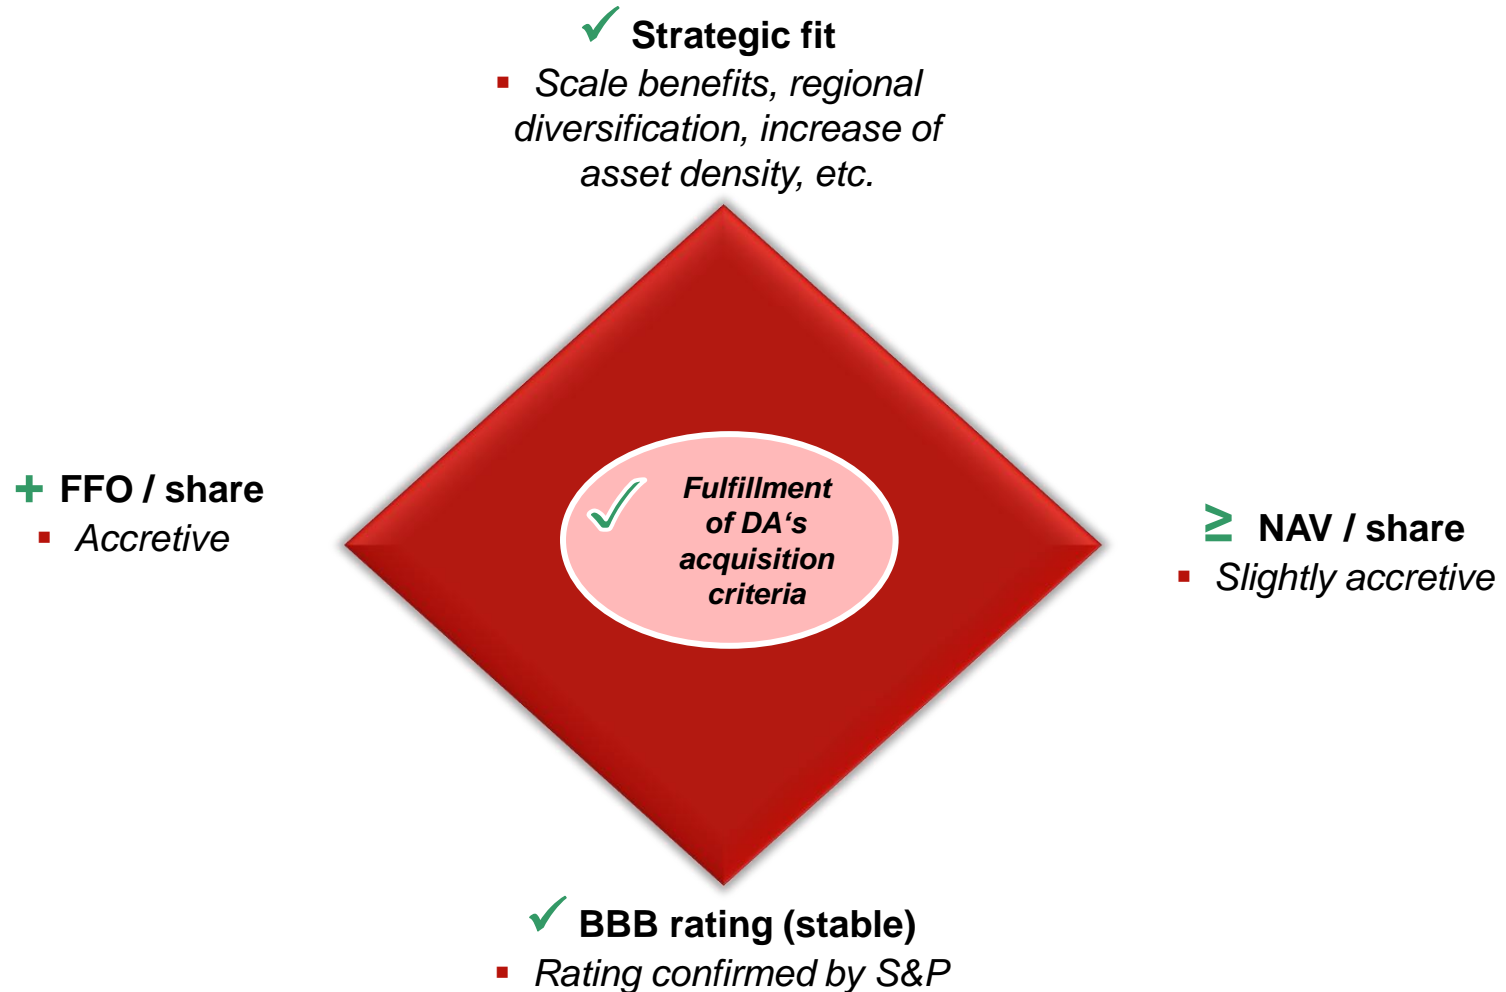 ✓ Strategic fit
▪ Scale benefits, regional
diversification, increase of
asset density, etc.
+ FFO / share
▪ Accretive
✓ Fulfillment
of DA‘s
acquisition
criteria
≥ NAV / share
▪ Slightly accretive
✓ BBB rating (stable)
▪ Rating confirmed by S&P